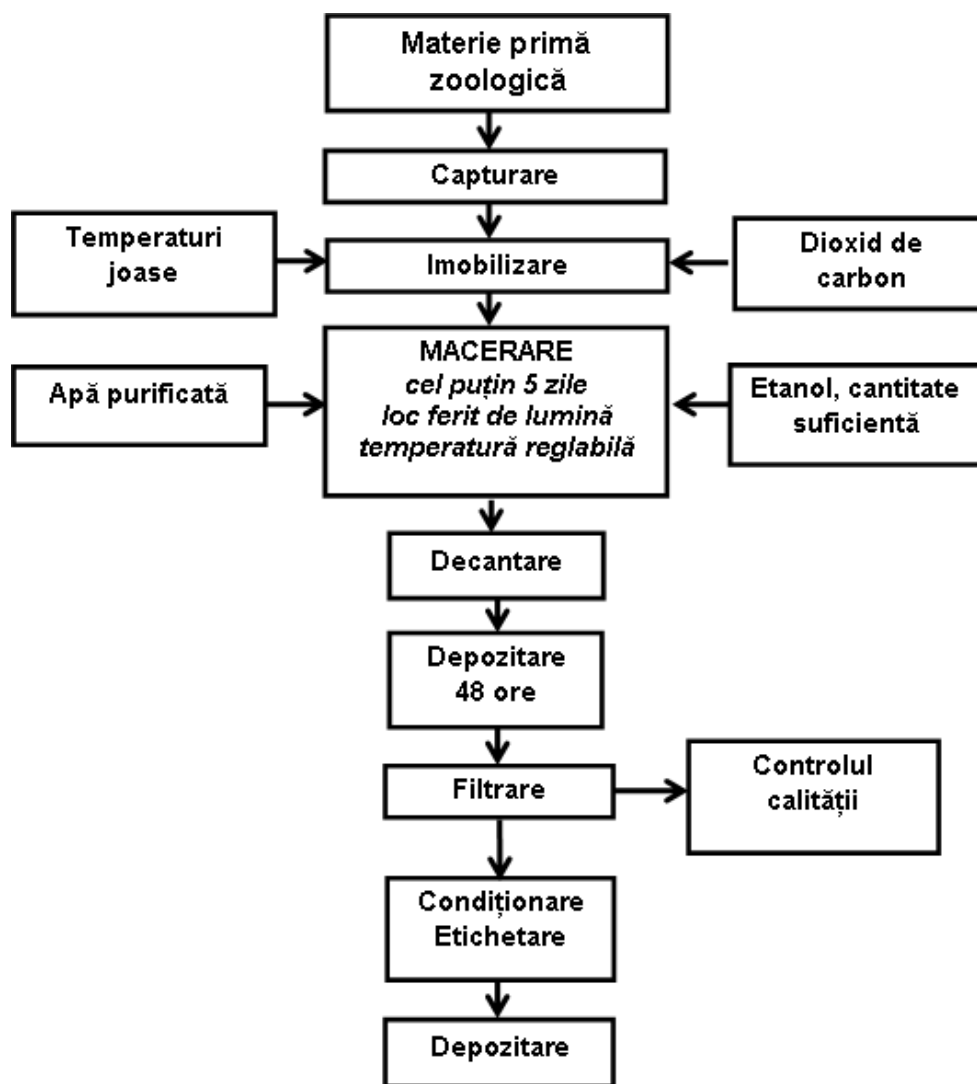 Materie primă
zoologică
Capturare
Temperaturi
joase
Imobilizare
Dioxid de
carbon
Apă purificată
MACERARE
cel puțin 5 zile
loc ferit de lumină
temperatură reglabilă
Etanol, cantitate
suficientă
Decantare
Depozitare
48 ore
Filtrare
Controlul
calității
Condiționare
Etichetare
Depozitare